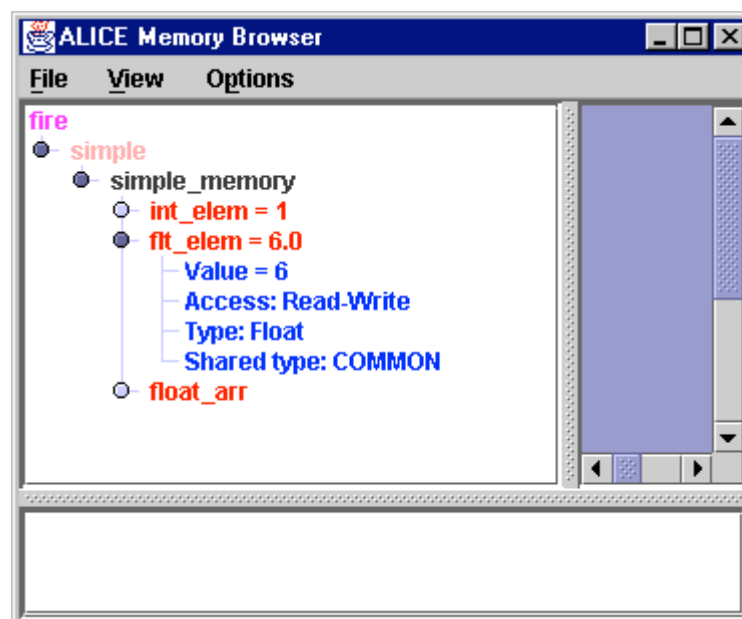 ALICE Memory Browser
File View Options
fire
simple
simple_memory
int_elem = 1
flt_elem = 6.0
Value = 6
Access: Read-Write
Type: Float
Shared type: COMMON
float_arr